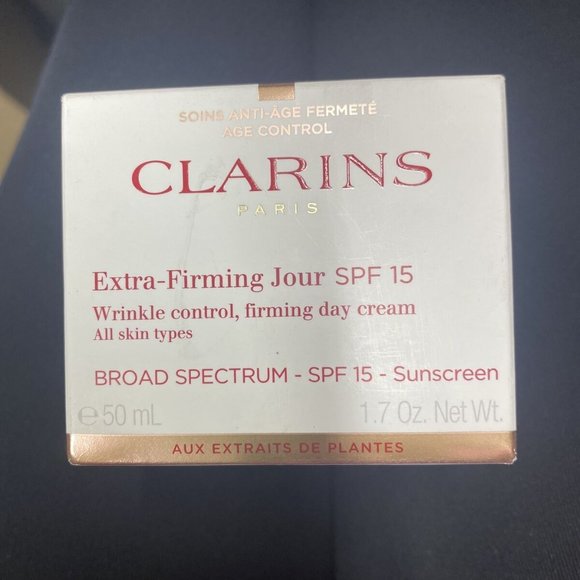 SOINS ANTI-ÂGE FERMETÉ
AGE CONTROL
CLARINS
PARIS
Extra-Firming Jour SPF 15
Wrinkle control, firming day cream
All skin types
BROAD SPECTRUM - SPF 15 - Sunscreen
℮50 mL 1.7 Oz. Net Wt.
AUX EXTRAITS DE PLANTES